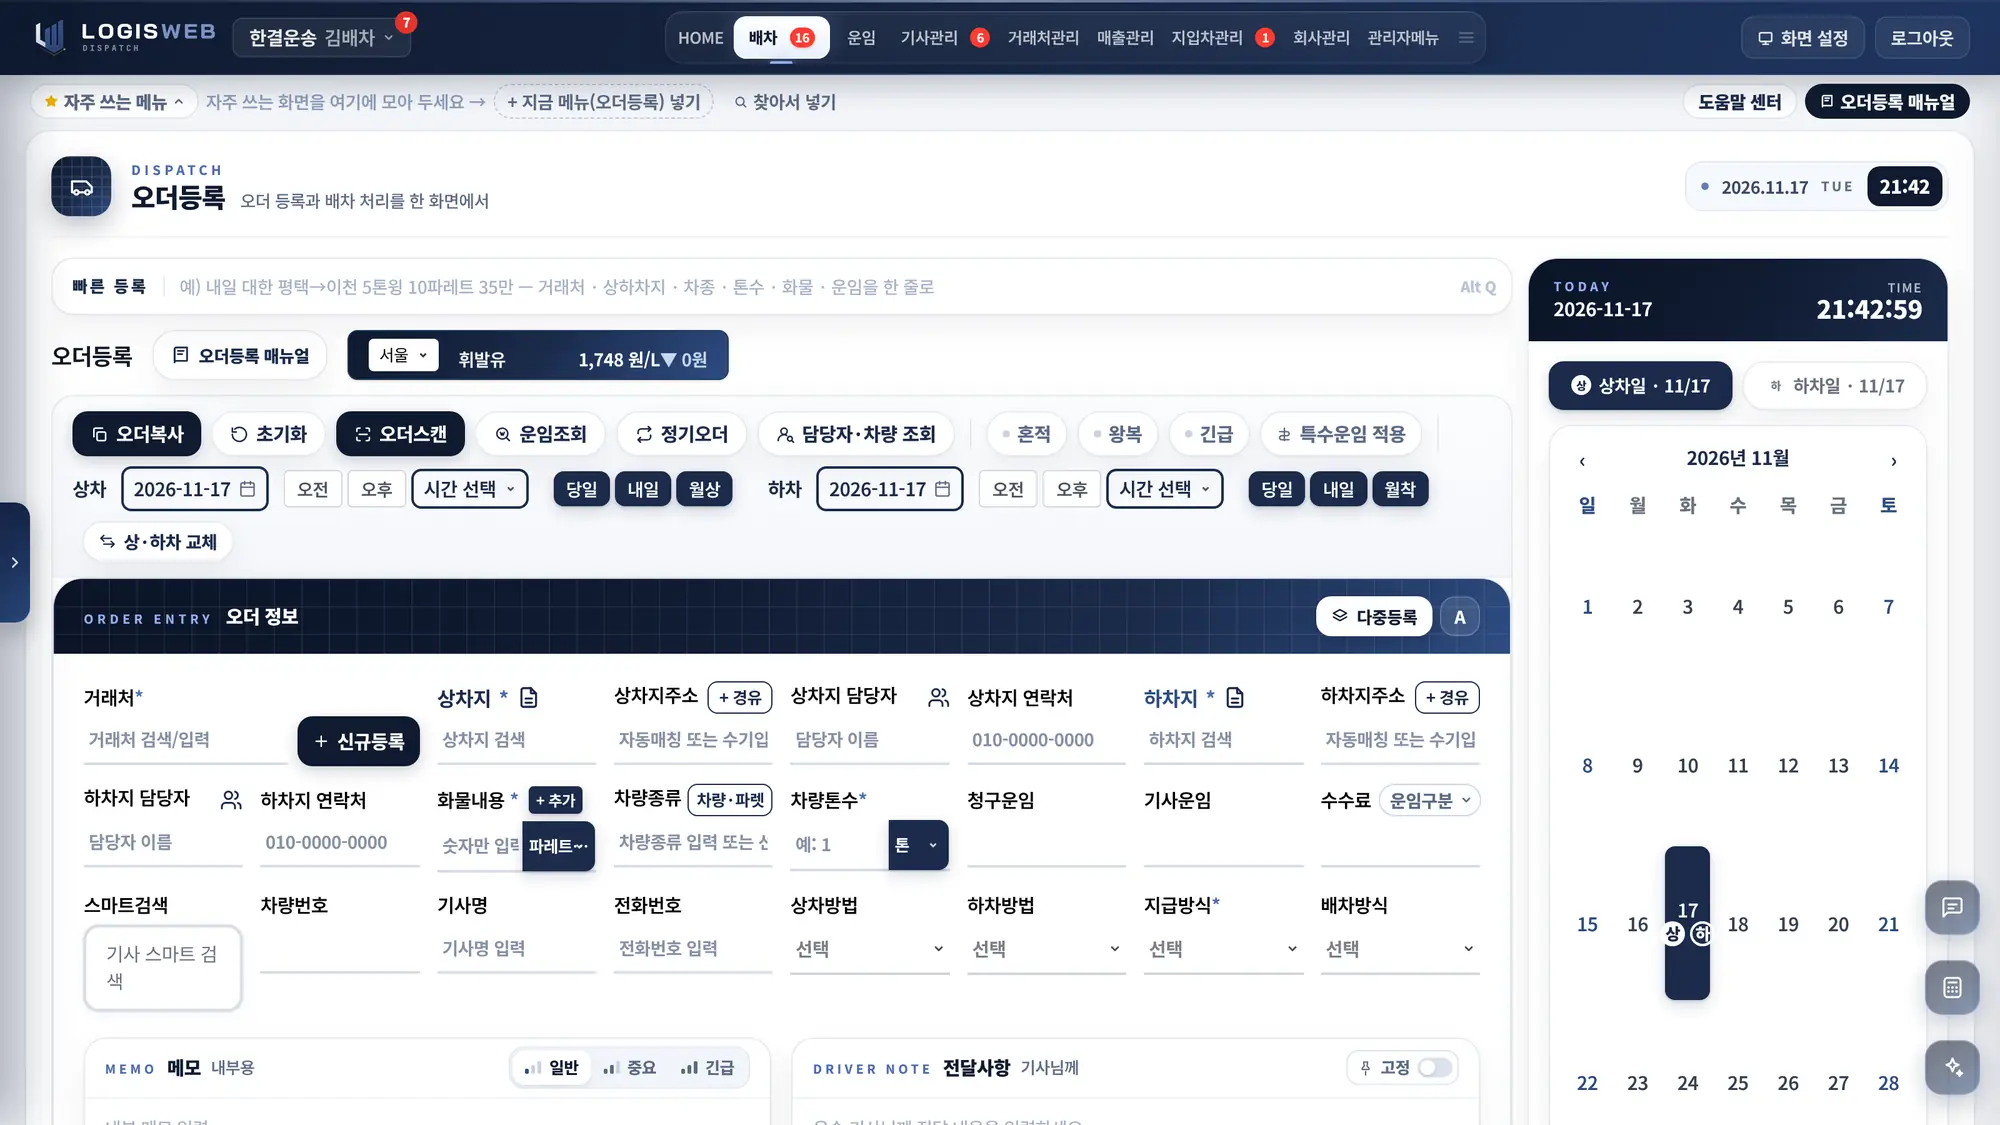 LOGISWEB
DISPATCH
한결운송 김배차
7
HOME
배차 16
운임
기사관리 6
거래처관리
매출관리
지입차관리 1
회사관리
관리자메뉴
화면 설정
로그아웃
자주 쓰는 메뉴
자주 쓰는 화면을 여기에 모아 두세요 →
+ 지금 메뉴(오더등록) 넣기
찾아서 넣기
도움말 센터
오더등록 매뉴얼
DISPATCH
오더등록 오더 등록과 배차 처리를 한 화면에서
2026.11.17 TUE 21:42
빠른 등록 예) 내일 대한 평택→이천 5톤윙 10파레트 35만 — 거래처 · 상하차지 · 차종 · 톤수 · 화물 · 운임을 한 줄로 Alt Q
오더등록 오더등록 매뉴얼 서울 휘발유 1,748 원/L▼ 0원
오더복사 초기화 오더스캔 운임조회 정기오더 담당자·차량 조회 혼적 왕복 긴급 특수운임 적용
상차 2026-11-17 오전 오후 시간 선택 당일 내일 월상 하차 2026-11-17 오전 오후 시간 선택 당일 내일 월착
상·하차 교체
ORDER ENTRY 오더 정보 다중등록 A
거래처* 상차지 * 상차지주소 + 경유 상차지 담당자 상차지 연락처 하차지 * 하차지주소 + 경유
거래처 검색/입력 + 신규등록 상차지 검색 자동매칭 또는 수기입 담당자 이름 010-0000-0000 하차지 검색 자동매칭 또는 수기입
하차지 담당자 하차지 연락처 화물내용 * + 추가 차량종류 차량·파렛 차량톤수* 청구운임 기사운임 수수료 운임구분
담당자 이름 010-0000-0000 숫자만 입력 파레트 차량종류 입력 또는 예: 1 톤
스마트검색 차량번호 기사명 전화번호 상차방법 하차방법 지급방식* 배차방식
기사 스마트 검색 기사명 입력 전화번호 입력 선택 선택 선택 선택
MEMO 메모 내부용 일반 중요 긴급
DRIVER NOTE 전달사항 기사님께 고정
TODAY TIME
2026-11-17 21:42:59
상 상차일 · 11/17 하 하차일 · 11/17
‹ 2026년 11월 ›
일 월 화 수 목 금 토
1 2 3 4 5 6 7
8 9 10 11 12 13 14
15 16 17 18 19 20 21
상 하
22 23 24 25 26 27 28